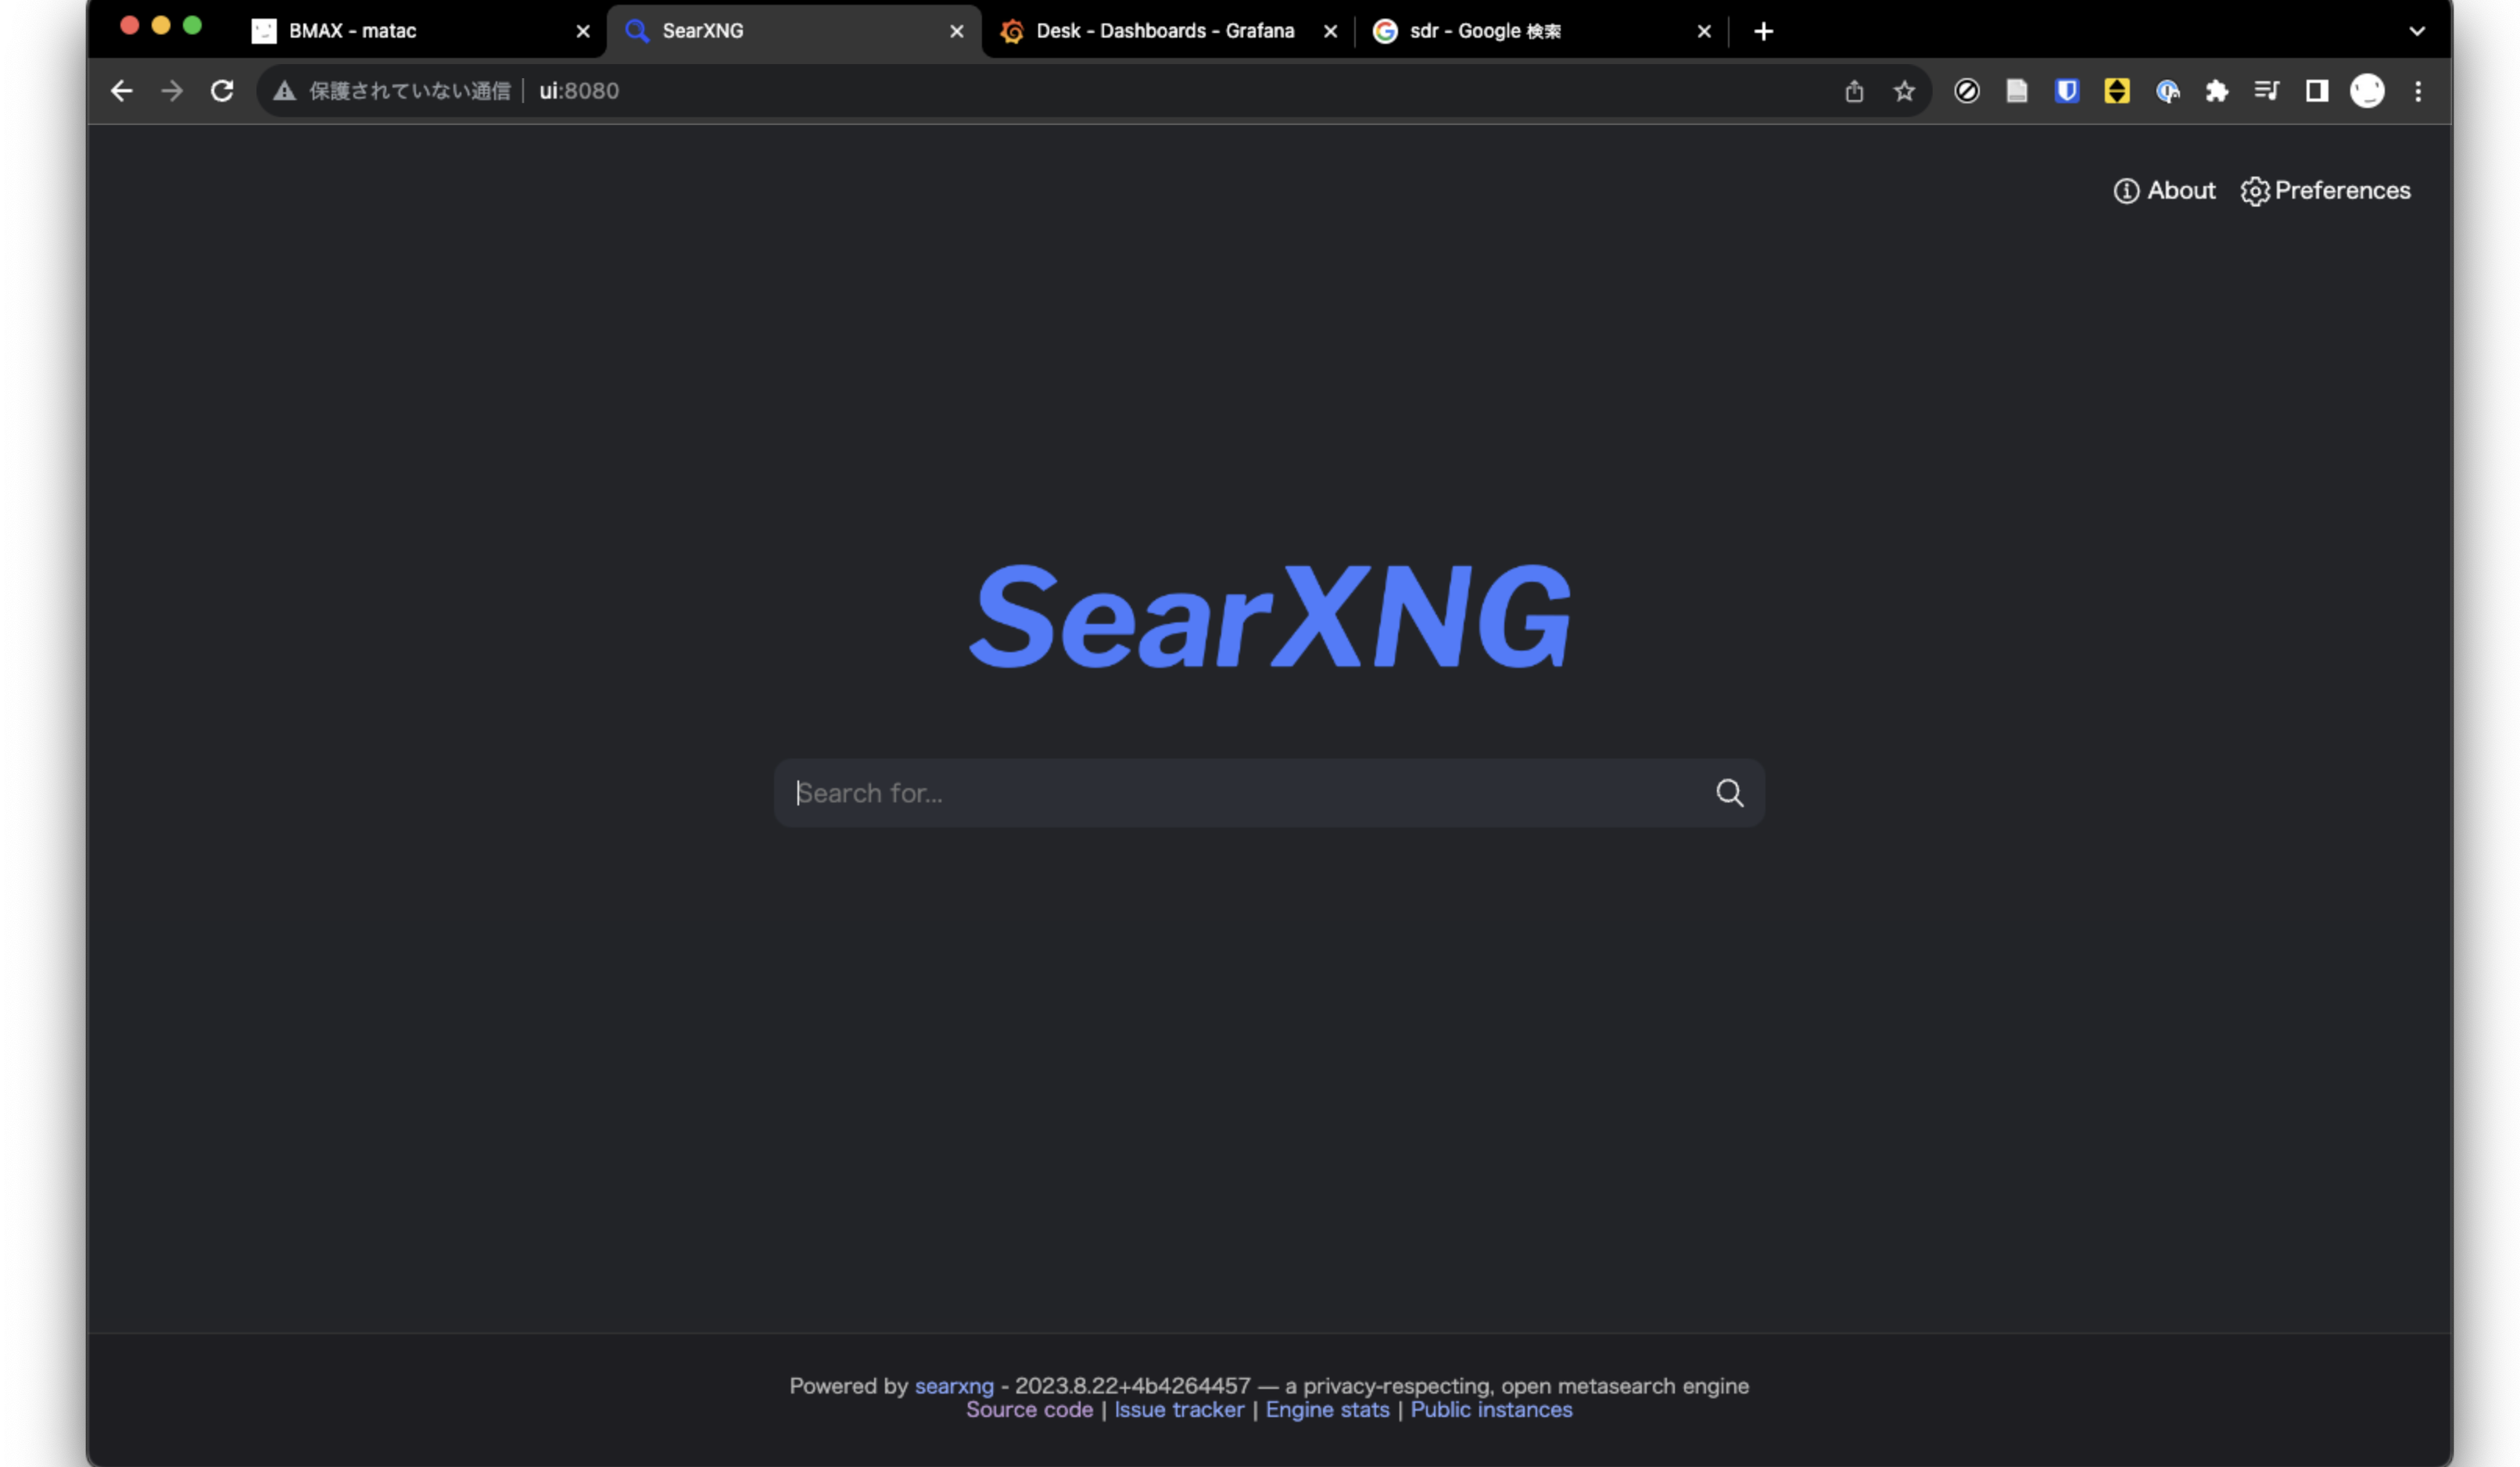 BMAX - matac
SearXNG
Desk - Dashboards - Grafana
sdr - Google 検索
保護されていない通信 ui:8080
About
Preferences
SearXNG
Search for...
Powered by searxng - 2023.8.22+4b4264457 — a privacy-respecting, open metasearch engine
Source code | Issue tracker | Engine stats | Public instances